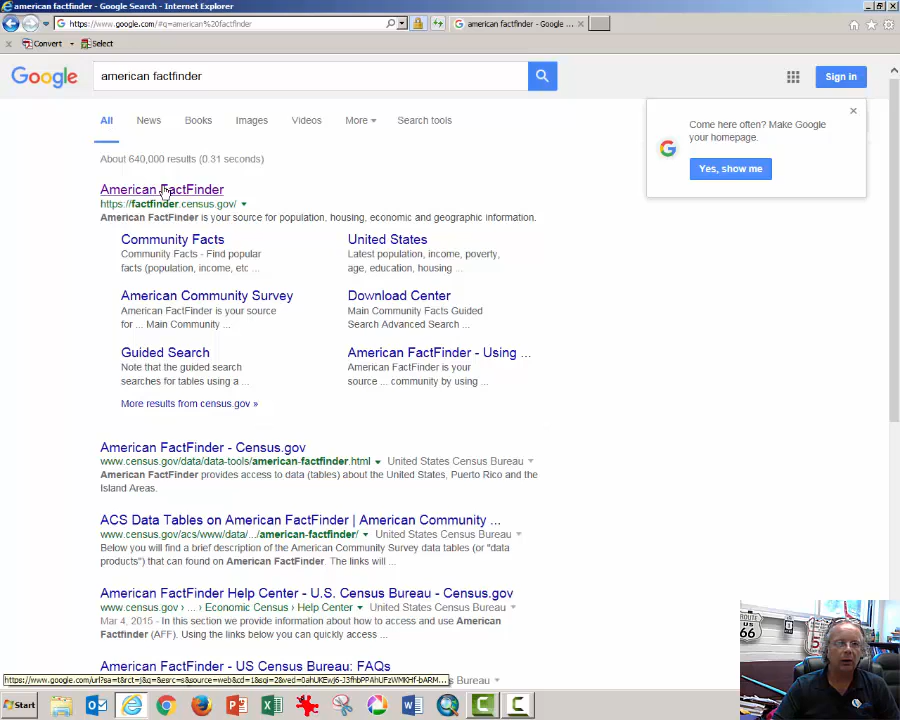 american factfinder - Google Search - Internet Explorer
https://www.google.com/#q=american%20factfinder
american factfinder - Google ...
Convert
Select
Google
american factfinder
Sign in
All
News
Books
Images
Videos
More
Search tools
Come here often? Make Google
your homepage.
Yes, show me
About 640,000 results (0.31 seconds)
American FactFinder
https://factfinder.census.gov/
American FactFinder is your source for population, housing, economic and geographic information.
Community Facts
Community Facts - Find popular
facts (population, income, etc ...
United States
Latest population, income, poverty,
age, education, housing ...
American Community Survey
American FactFinder is your source
for ... Main Community ...
Download Center
Main Community Facts Guided
Search Advanced Search ...
Guided Search
Note that the guided search
searches for tables using a ...
American FactFinder - Using ...
American FactFinder is your
source ... community by using ...
More results from census.gov »
American FactFinder - Census.gov
www.census.gov/data/data-tools/american-factfinder.html
United States Census Bureau
American FactFinder provides access to data (tables) about the United States, Puerto Rico and the
Island Areas.
ACS Data Tables on American FactFinder | American Community ...
www.census.gov/acs/www/data/.../american-factfinder/
United States Census Bureau
Below you will find a brief description of the American Community Survey data tables (or "data
products") that can found on American FactFinder. The links will ...
American FactFinder Help Center - U.S. Census Bureau - Census.gov
www.census.gov › ... › Economic Census › Help Center
United States Census Bureau
Mar 4, 2015 - In this section we provide information about how to access and use American
FactFinder (AFF). Using the links below you can quickly access ...
American FactFinder - US Census Bureau: FAQs
s Bureau
Start
US
66